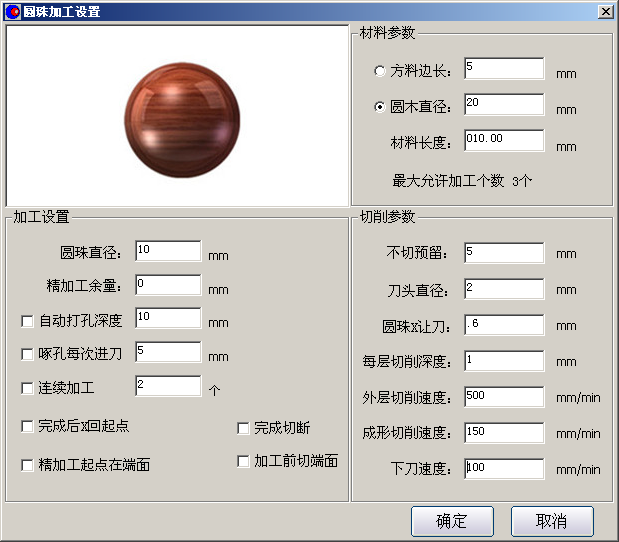 圆珠加工设置
材料参数
方料边长： 5 mm
圆木直径： 20 mm
材料长度： 010.00 mm
最大允许加工个数 3个
加工设置
圆珠直径： 10 mm
精加工余量： 0 mm
自动打孔深度 10 mm
啄孔每次进刀 5 mm
连续加工 2 个
完成后x回起点
完成切断
精加工起点在端面
加工前切端面
切削参数
不切预留： 5 mm
刀头直径： 2 mm
圆珠x让刀： .6 mm
每层切削深度： 1 mm
外层切削速度： 500 mm/min
成形切削速度： 150 mm/min
下刀速度： 100 mm/min
确定
取消